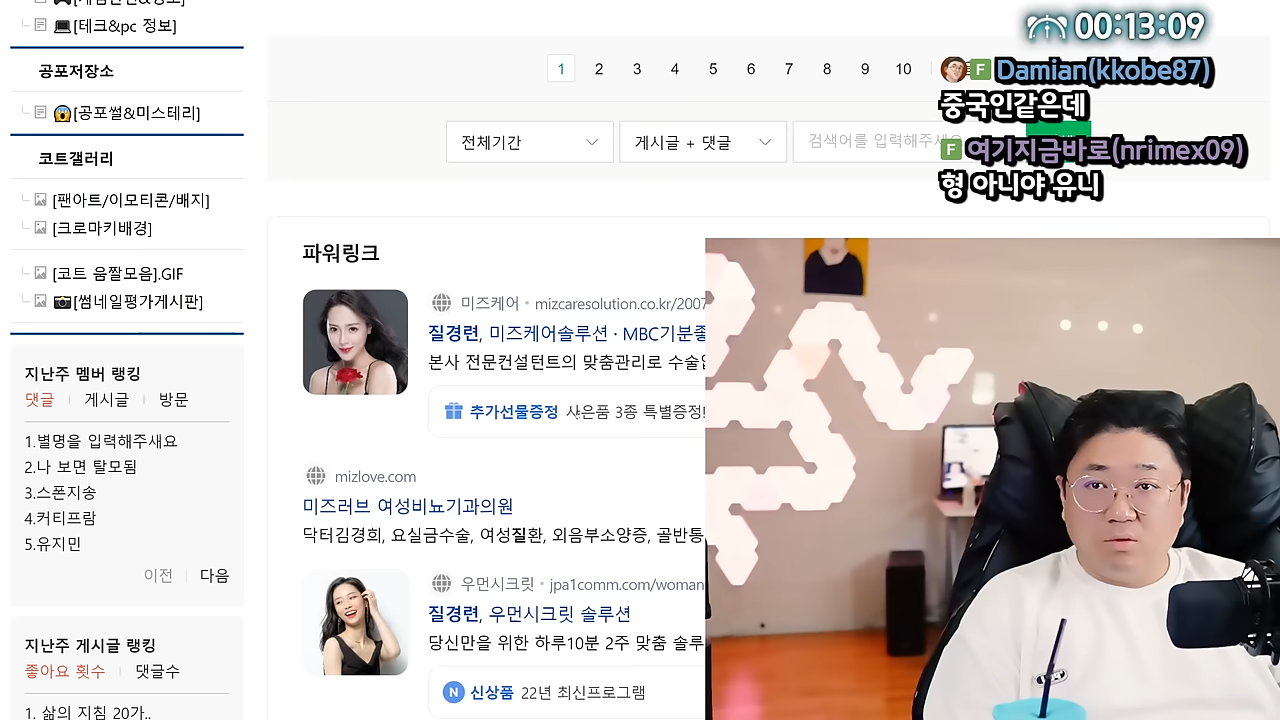 [테크&pc 정보]
공포저장소
[공포썰&미스테리]
코트갤러리
[팬아트/이모티콘/배지]
[크로마키배경]
[코트 움짤모음].GIF
[썸네일평가게시판]
지난주 멤버 랭킹
댓글 게시글 방문
1.별명을 입력해주새요
2.나 보면 탈모됨
3.스폰지송
4.커티프람
5.유지민
이전 다음
지난주 게시글 랭킹
좋아요 횟수 댓글수
1. 삶의 지침 20가..
1 2 3 4 5 6 7 8 9 10
전체기간 게시글 + 댓글 검색어를 입력해주세요
00:13:09
F Damian(kkobe87)
중국인같은데
F 여기지금바로(nrimex09)
형 아니야 유니
파워링크
미즈케어 • mizcaresolution.co.kr/2007
질경련, 미즈케어솔루션 · MBC기분좋
본사 전문컨설턴트의 맞춤관리로 수술없
추가선물증정 사은품 3종 특별증정!
mizlove.com
미즈러브 여성비뇨기과의원
닥터김경희, 요실금수술, 여성질환, 외음부소양증, 골반통
우먼시크릿 • jpa1comm.com/woman
질경련, 우먼시크릿 솔루션
당신만을 위한 하루10분 2주 맞춤 솔루
N 신상품 22년 최신프로그램